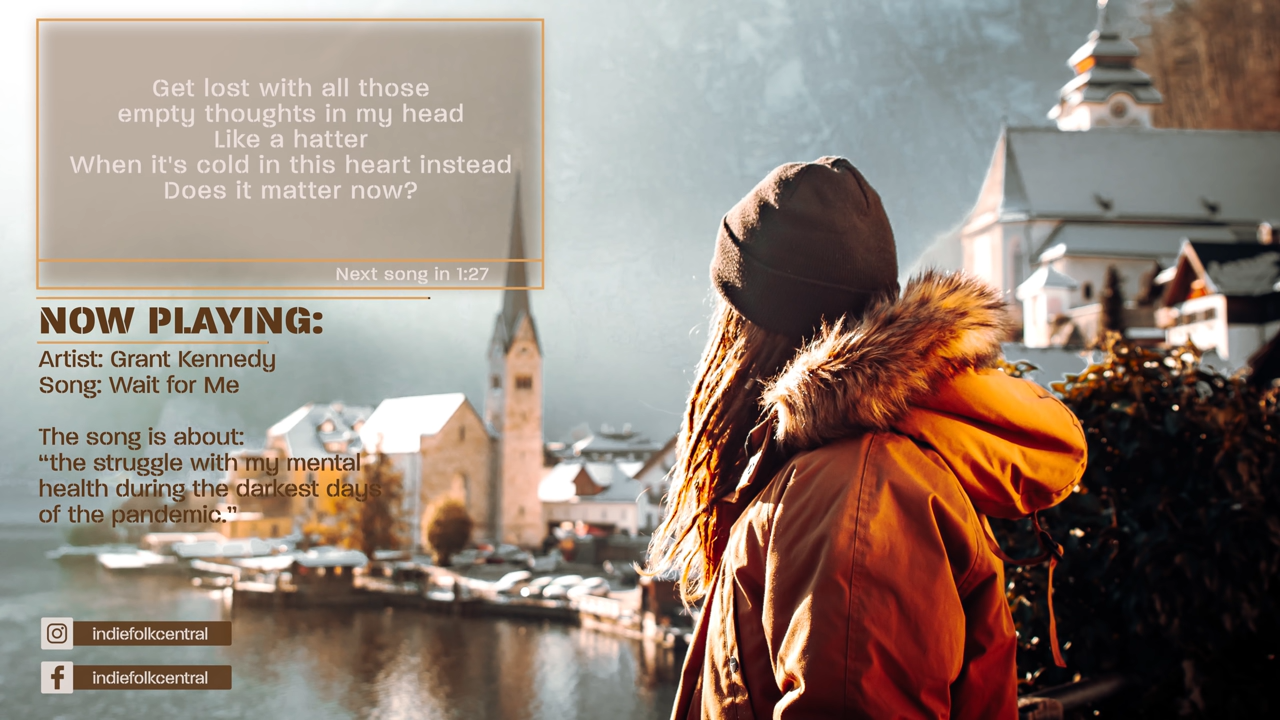 Get lost with all those
empty thoughts in my head
Like a hatter
When it's cold in this heart instead
Does it matter now?
Next song in 1:27
NOW PLAYING:
Artist: Grant Kennedy
Song: Wait for Me
The song is about:
“the struggle with my mental
health during the darkest days
of the pandemic.”
indiefolkcentral
indiefolkcentral